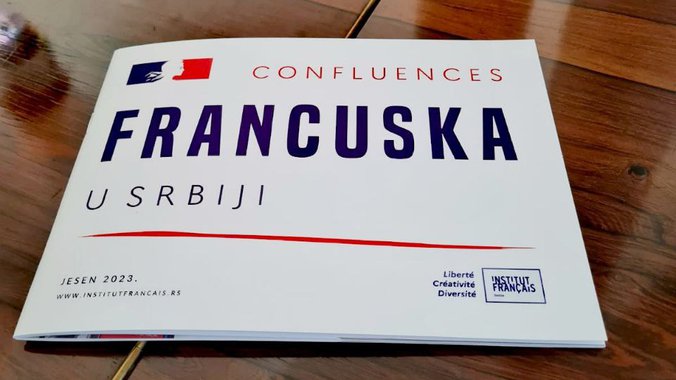 CONFLUENCES
FRANCUSKA
U SRBIJI
JESEN 2023.
WWW.INSTITUTFRANCAIS.RS
Liberté
Créativité
Diversité
INSTITUT
FRANÇAIS